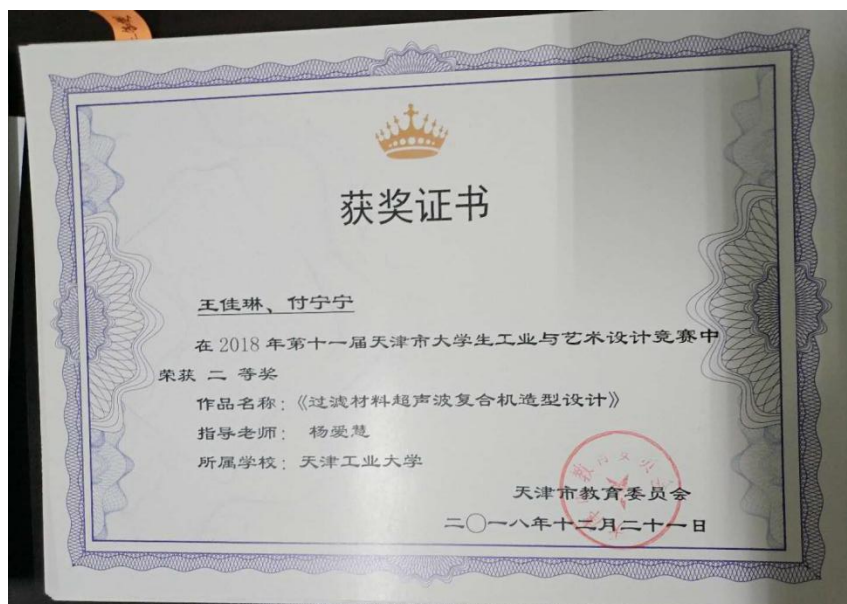 获奖证书
王佳琳、付宁宁
在 2018 年第十一届天津市大学生工业与艺术设计竞赛中
荣获 二 等奖
作品名称：《过滤材料超声波复合机造型设计》
指导老师： 杨爱慧
所属学校：天津工业大学
天津市教育委员会
二〇一八年十二月二十一日